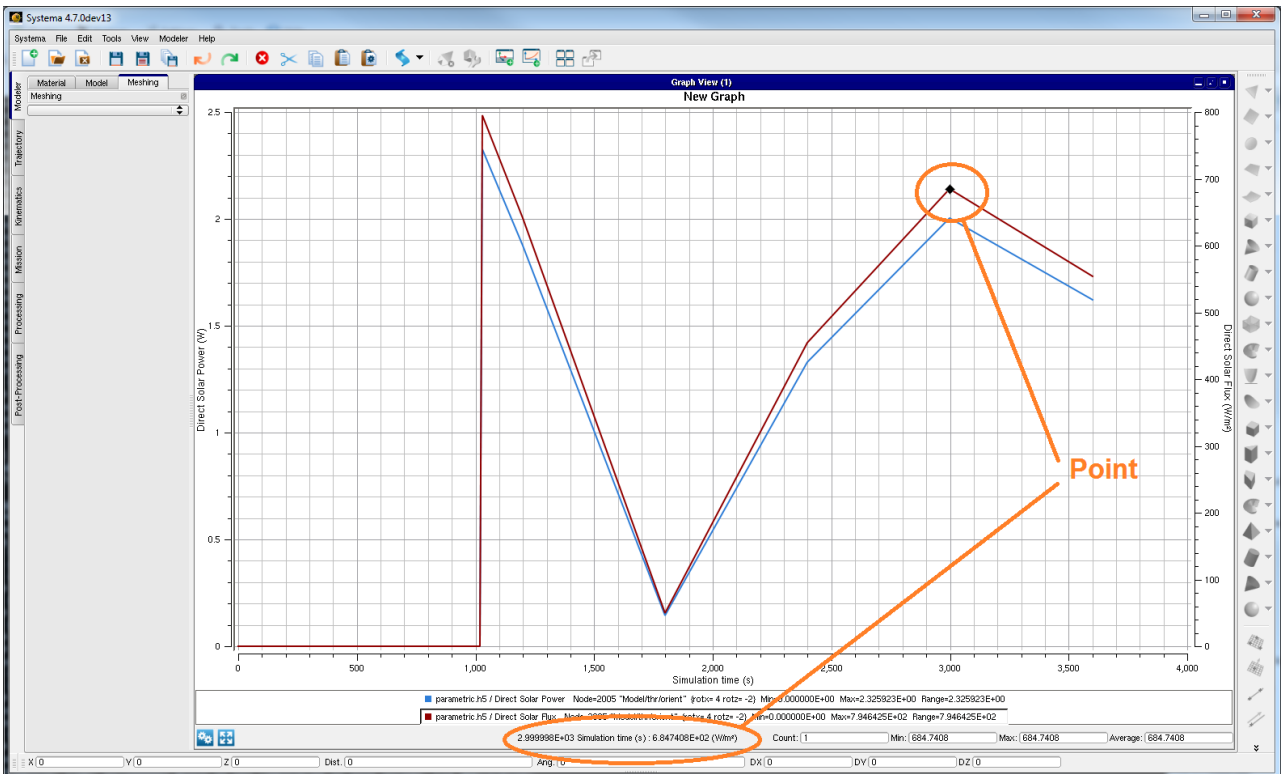 Systema 4.7.0dev13
Systema File Edit Tools View Modeler Help
Material Model Meshing
Meshing
Modeler
Trajectory
Kinematics
Mission
Processing
Post-Processing
Graph View (1)
New Graph
2.5
2
1.5
1
0.5
0
Direct Solar Power (W)
800
700
600
500
400
300
200
100
0
Direct Solar Flux (W/m²)
Point
0 500 1,000 1,500 2,000 2,500 3,000 3,500 4,000
Simulation time (s)
parametric.h5 / Direct Solar Power Node=2005 "Model/thr/orient" (rotx= 4 rotz= -2) Min=0.000000E+00 Max=2.325923E+00 Range=2.325923E+00
parametric.h5 / Direct Solar Flux Node=2005 "Model/thr/orient" (rotx= 4 rotz= -2) Min=0.000000E+00 Max=7.946425E+02 Range=7.946425E+02
2.999998E+03 Simulation time (s) : 6.847408E+02 (W/m²) Count: 1 Min: 684.7408 Max: 684.7408 Average: 684.7408
X 0 Y 0 Z 0 Dist. 0 Ang. 0 DX 0 DY 0 DZ 0